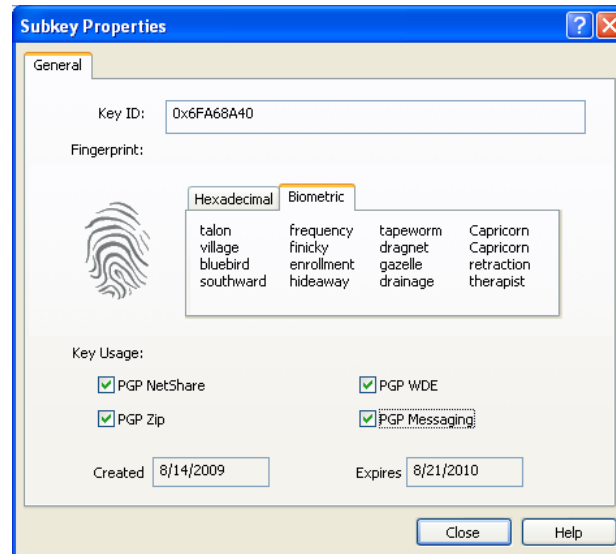 Subkey Properties
General
Key ID: 0x6FA68A40
Fingerprint:
Hexadecimal Biometric
talon frequency tapeworm Capricorn
village finicky dragnet Capricorn
bluebird enrollment gazelle retraction
southward hideaway drainage therapist
Key Usage:
PGP NetShare PGP WDE
PGP Zip PGP Messaging
Created 8/14/2009 Expires 8/21/2010
Close Help